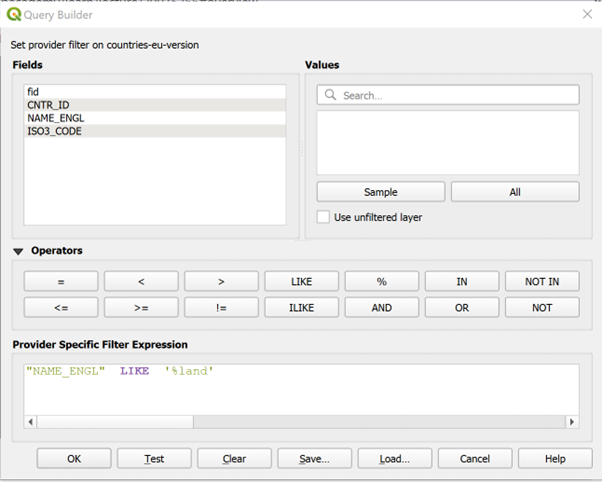 Query Builder
Set provider filter on countries-eu-version
Fields
Values
fid
CNTR_ID
NAME_ENGL
ISO3_CODE
Search...
Sample
All
Use unfiltered layer
Operators
= < > LIKE % IN NOT IN
<= >= != ILIKE AND OR NOT
Provider Specific Filter Expression
"NAME_ENGL" LIKE '%land'
OK Test Clear Save... Load... Cancel Help